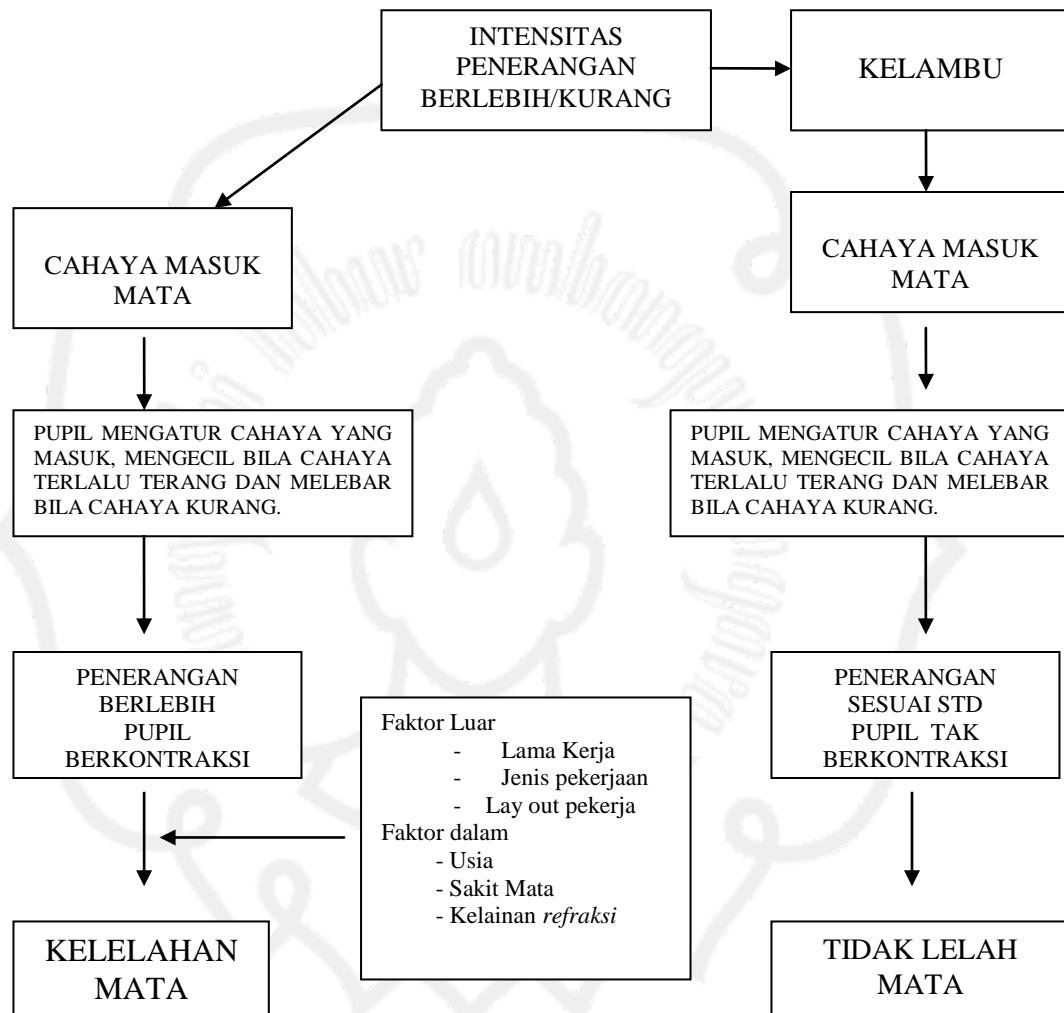 INTENSITAS
PENERANGAN
BERLEBIH/KURANG
KELAMBU
CAHAYA MASUK
MATA
CAHAYA MASUK
MATA
PUPIL MENGATUR CAHAYA YANG
MASUK, MENGECIL BILA CAHAYA
TERLALU TERANG DAN MELEBAR
BILA CAHAYA KURANG.
PUPIL MENGATUR CAHAYA YANG
MASUK, MENGECIL BILA CAHAYA
TERLALU TERANG DAN MELEBAR
BILA CAHAYA KURANG.
PENERANGAN
BERLEBIH
PUPIL
BERKONTRAKSI
Faktor Luar
- Lama Kerja
- Jenis pekerjaan
- Lay out pekerja
Faktor dalam
- Usia
- Sakit Mata
- Kelainan refraksi
PENERANGAN
SESUAI STD
PUPIL TAK
BERKONTRAKSI
KELELAHAN
MATA
TIDAK LELAH
MATA